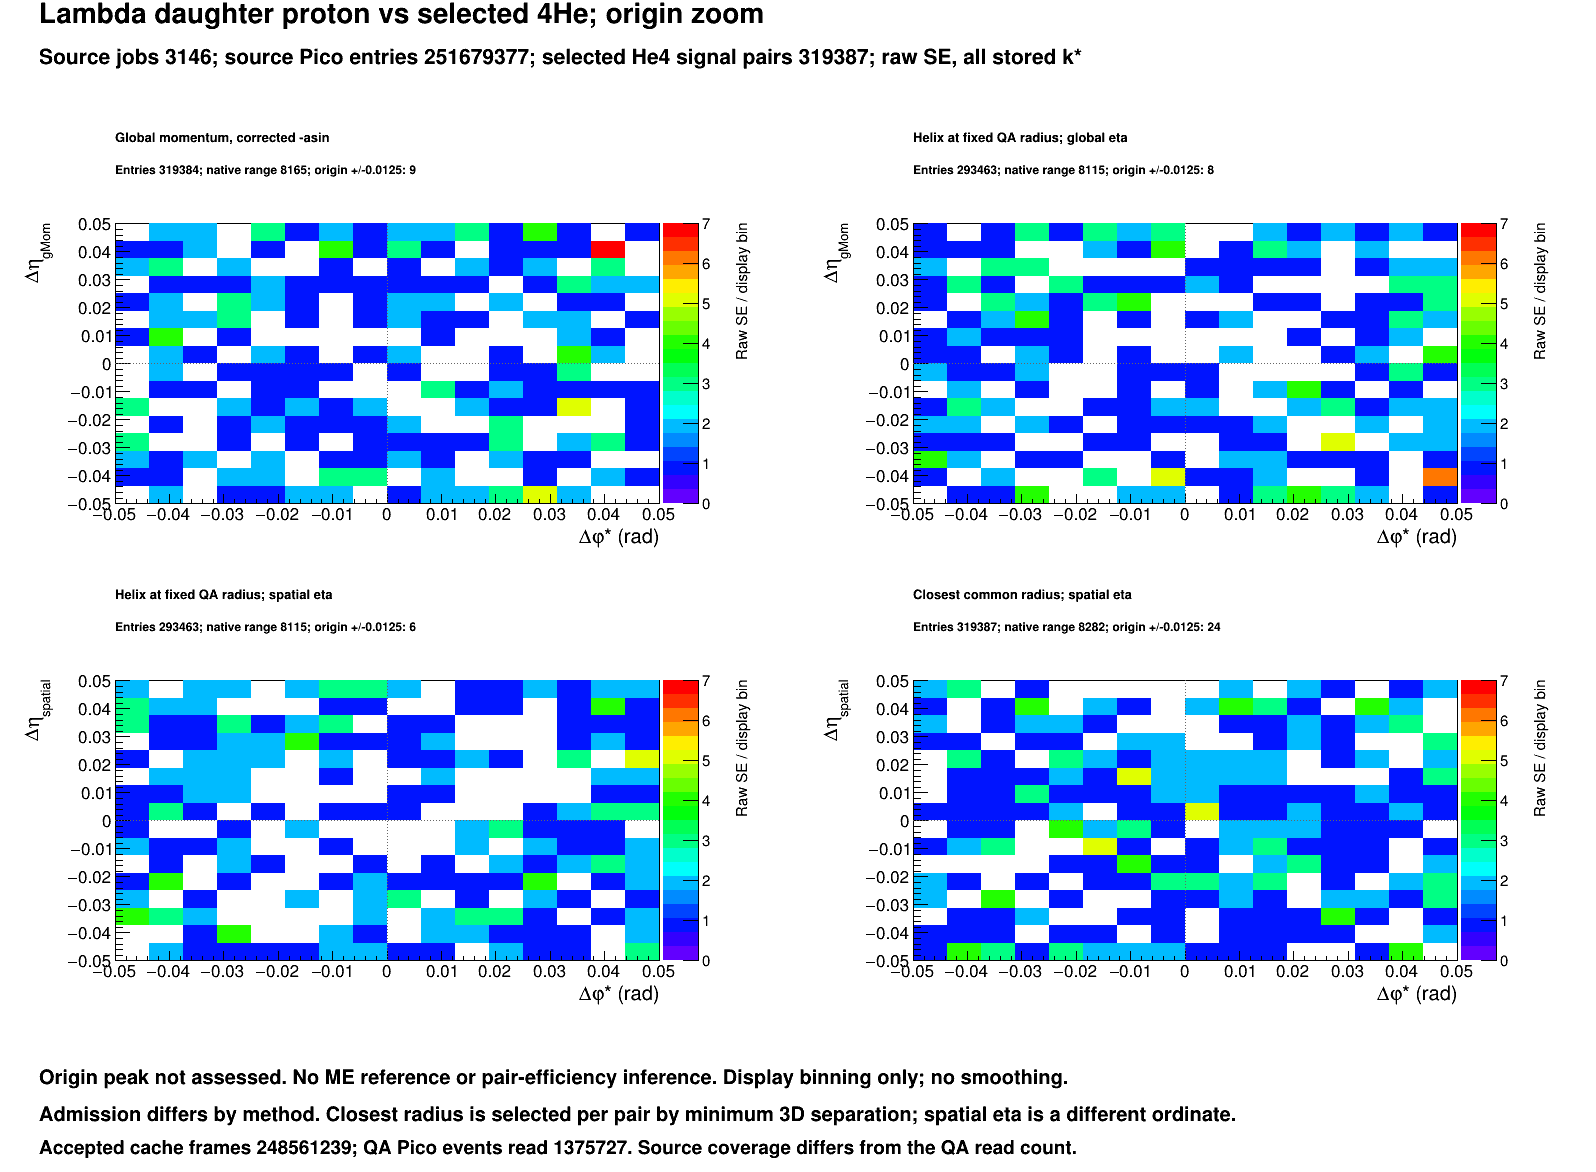 Lambda daughter proton vs selected 4He; origin zoom
Source jobs 3146; source Pico entries 251679377; selected He4 signal pairs 319387; raw SE, all stored k*
Global momentum, corrected -asin
Entries 319384; native range 8165; origin +/-0.0125: 9
Δη_gMom
0.05
0.04
0.03
0.02
0.01
0
−0.01
−0.02
−0.03
−0.04
−0.05
−0.05 −0.04 −0.03 −0.02 −0.01 0 0.01 0.02 0.03 0.04 0.05
Δφ* (rad)
7
6
5
4
3
2
1
0
Raw SE / display bin
Helix at fixed QA radius; global eta
Entries 293463; native range 8115; origin +/-0.0125: 8
Δη_gMom
0.05
0.04
0.03
0.02
0.01
0
−0.01
−0.02
−0.03
−0.04
−0.05
−0.05 −0.04 −0.03 −0.02 −0.01 0 0.01 0.02 0.03 0.04 0.05
Δφ* (rad)
7
6
5
4
3
2
1
0
Raw SE / display bin
Helix at fixed QA radius; spatial eta
Entries 293463; native range 8115; origin +/-0.0125: 6
Δη_spatial
0.05
0.04
0.03
0.02
0.01
0
−0.01
−0.02
−0.03
−0.04
−0.05
−0.05 −0.04 −0.03 −0.02 −0.01 0 0.01 0.02 0.03 0.04 0.05
Δφ* (rad)
7
6
5
4
3
2
1
0
Raw SE / display bin
Closest common radius; spatial eta
Entries 319387; native range 8282; origin +/-0.0125: 24
Δη_spatial
0.05
0.04
0.03
0.02
0.01
0
−0.01
−0.02
−0.03
−0.04
−0.05
−0.05 −0.04 −0.03 −0.02 −0.01 0 0.01 0.02 0.03 0.04 0.05
Δφ* (rad)
7
6
5
4
3
2
1
0
Raw SE / display bin
Origin peak not assessed. No ME reference or pair-efficiency inference. Display binning only; no smoothing.
Admission differs by method. Closest radius is selected per pair by minimum 3D separation; spatial eta is a different ordinate.
Accepted cache frames 248561239; QA Pico events read 1375727. Source coverage differs from the QA read count.